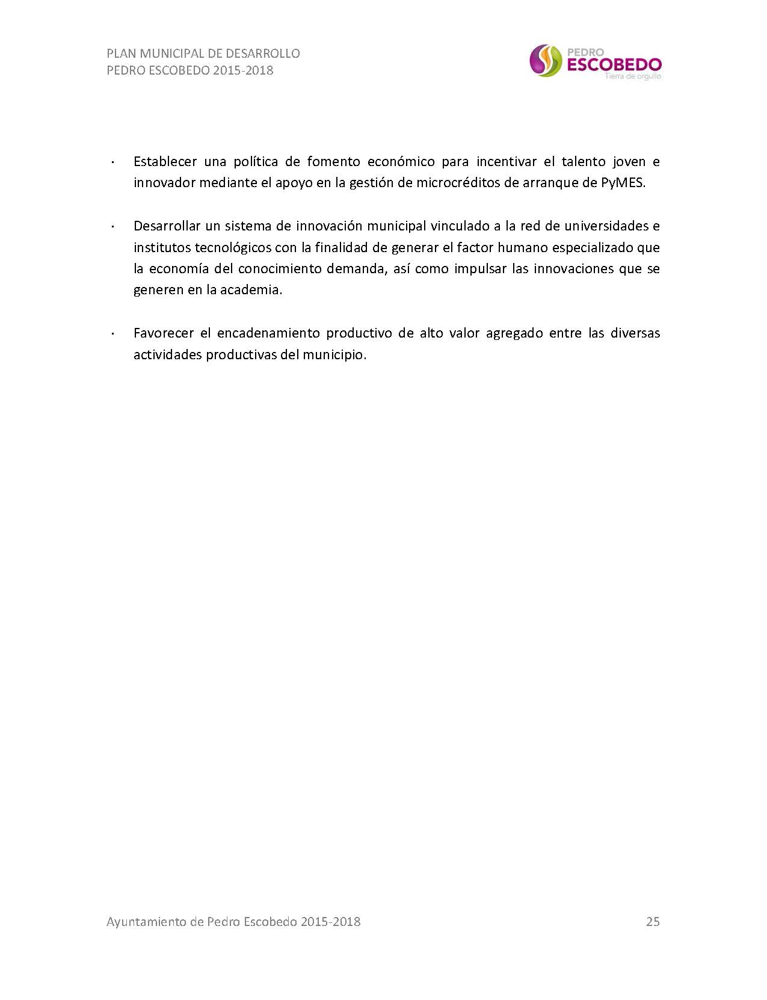 PLAN MUNICIPAL DE DESARROLLO
PEDRO ESCOBEDO 2015-2018
PEDRO
ESCOBEDO
Tierra de orgullo
· Establecer una política de fomento económico para incentivar el talento joven e
innovador mediante el apoyo en la gestión de microcréditos de arranque de PyMES.
· Desarrollar un sistema de innovación municipal vinculado a la red de universidades e
institutos tecnológicos con la finalidad de generar el factor humano especializado que
la economía del conocimiento demanda, así como impulsar las innovaciones que se
generen en la academia.
· Favorecer el encadenamiento productivo de alto valor agregado entre las diversas
actividades productivas del municipio.
Ayuntamiento de Pedro Escobedo 2015-2018 25